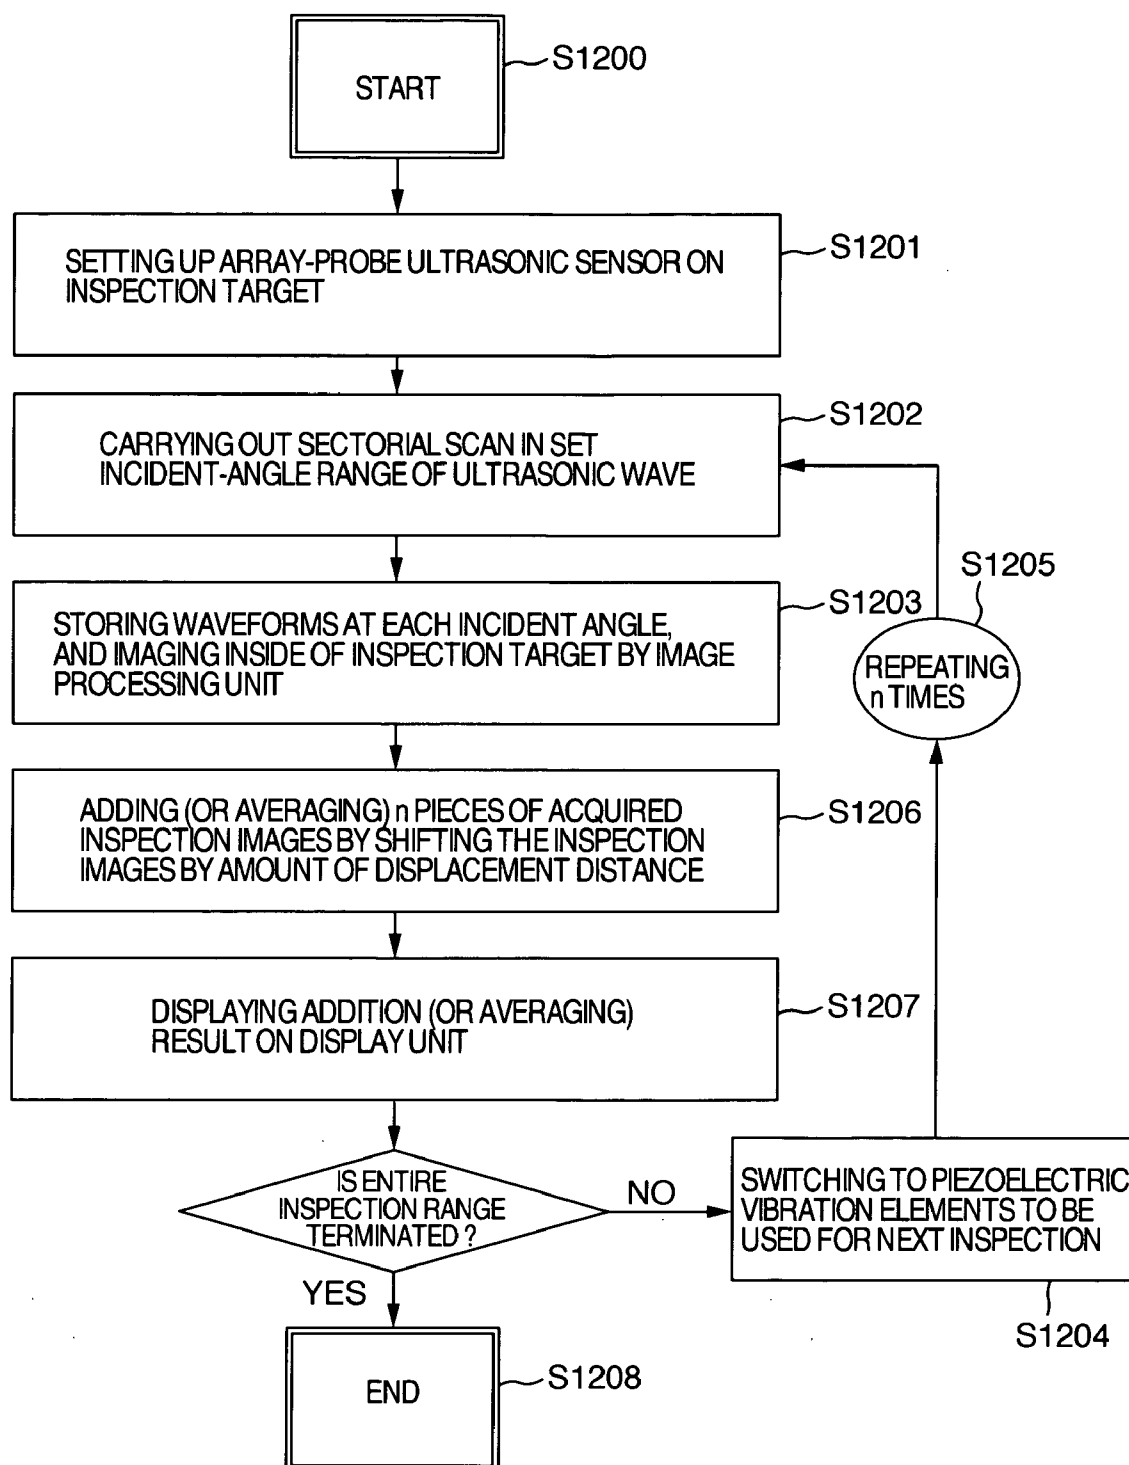 START
S1200
SETTING UP ARRAY-PROBE ULTRASONIC SENSOR ON
INSPECTION TARGET
S1201
CARRYING OUT SECTORIAL SCAN IN SET
INCIDENT-ANGLE RANGE OF ULTRASONIC WAVE
S1202
STORING WAVEFORMS AT EACH INCIDENT ANGLE,
AND IMAGING INSIDE OF INSPECTION TARGET BY IMAGE
PROCESSING UNIT
S1203
S1205
REPEATING
n TIMES
ADDING (OR AVERAGING) n PIECES OF ACQUIRED
INSPECTION IMAGES BY SHIFTING THE INSPECTION
IMAGES BY AMOUNT OF DISPLACEMENT DISTANCE
S1206
DISPLAYING ADDITION (OR AVERAGING)
RESULT ON DISPLAY UNIT
S1207
IS ENTIRE
INSPECTION RANGE
TERMINATED ?
NO
SWITCHING TO PIEZOELECTRIC
VIBRATION ELEMENTS TO BE
USED FOR NEXT INSPECTION
S1204
YES
END
S1208